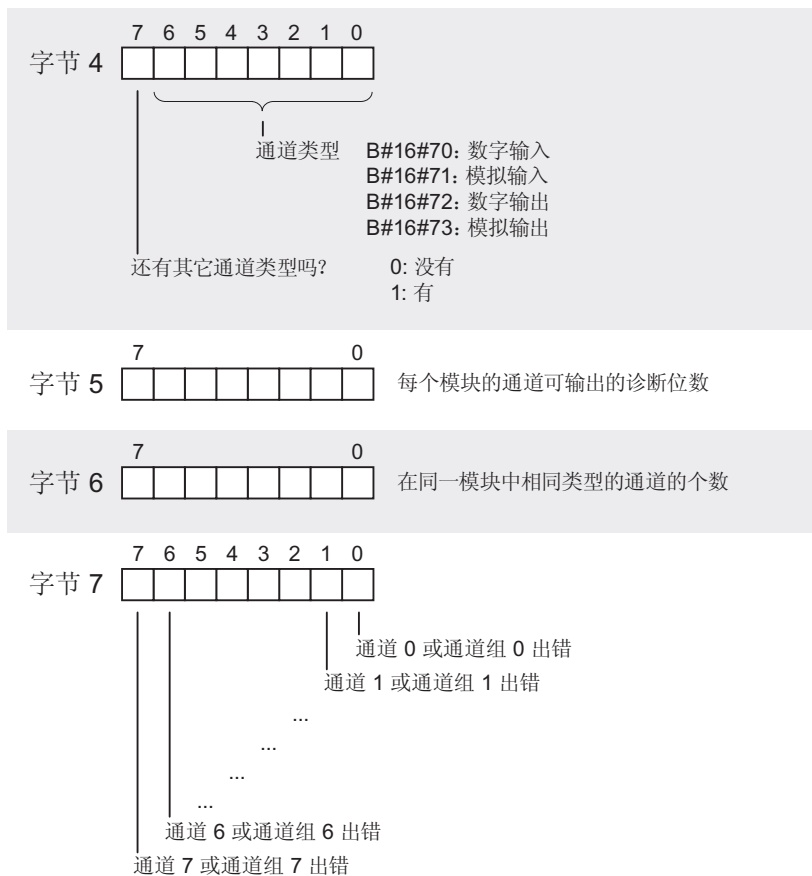 7 6 5 4 3 2 1 0
字节 4
通道类型 B#16#70: 数字输入
B#16#71: 模拟输入
B#16#72: 数字输出
B#16#73: 模拟输出
还有其它通道类型吗? 0: 没有
1: 有
7 0
字节 5 每个模块的通道可输出的诊断位数
7 0
字节 6 在同一模块中相同类型的通道的个数
7 6 5 4 3 2 1 0
字节 7
通道 0 或通道组 0 出错
通道 1 或通道组 1 出错
...
...
...
...
通道 6 或通道组 6 出错
通道 7 或通道组 7 出错